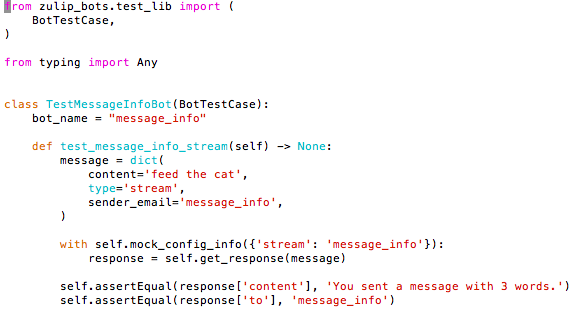 from zulip_bots.test_lib import (
    BotTestCase,
)

from typing import Any


class TestMessageInfoBot(BotTestCase):
    bot_name = "message_info"

    def test_message_info_stream(self) -> None:
        message = dict(
            content='feed the cat',
            type='stream',
            sender_email='message_info',
        )

        with self.mock_config_info({'stream': 'message_info'}):
            response = self.get_response(message)

        self.assertEqual(response['content'], 'You sent a message with 3 words.')
        self.assertEqual(response['to'], 'message_info')